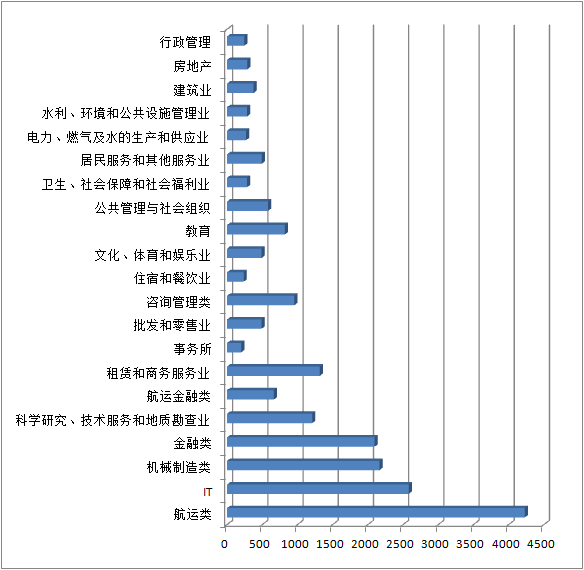 行政管理
房地产
建筑业
水利、环境和公共设施管理业
电力、燃气及水的生产和供应业
居民服务和其他服务业
卫生、社会保障和社会福利业
公共管理与社会组织
教育
文化、体育和娱乐业
住宿和餐饮业
咨询管理类
批发和零售业
事务所
租赁和商务服务业
航运金融类
科学研究、技术服务和地质勘查业
金融类
机械制造类
IT
航运类
0 500 1000 1500 2000 2500 3000 3500 4000 4500